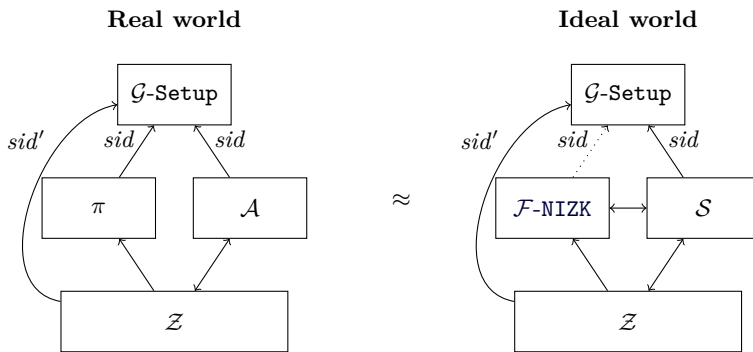 Real world Ideal world
𝒢-Setup 𝒢-Setup
sid' sid sid sid' sid sid
π 𝒜 ≈ ℱ-NIZK 𝒮
𝒵 𝒵